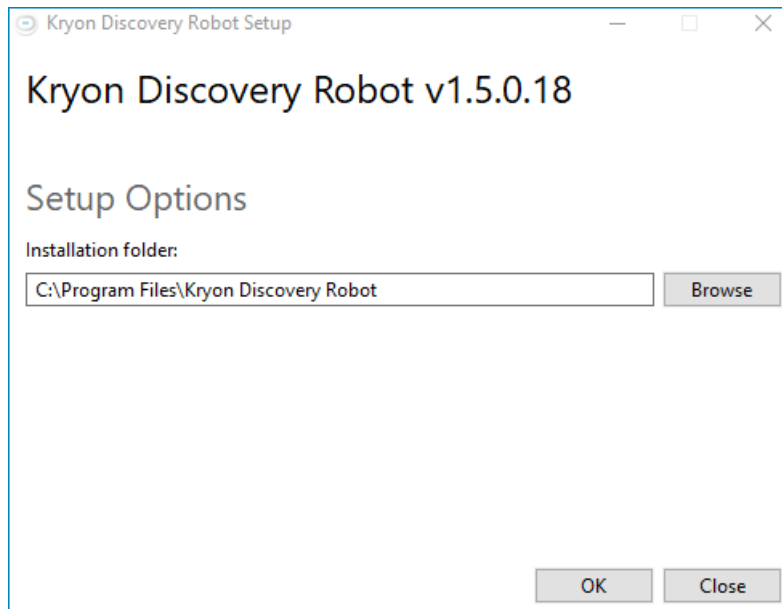 Kryon Discovery Robot Setup
Kryon Discovery Robot v1.5.0.18
Setup Options
Installation folder:
C:\Program Files\Kryon Discovery Robot Browse
OK Close